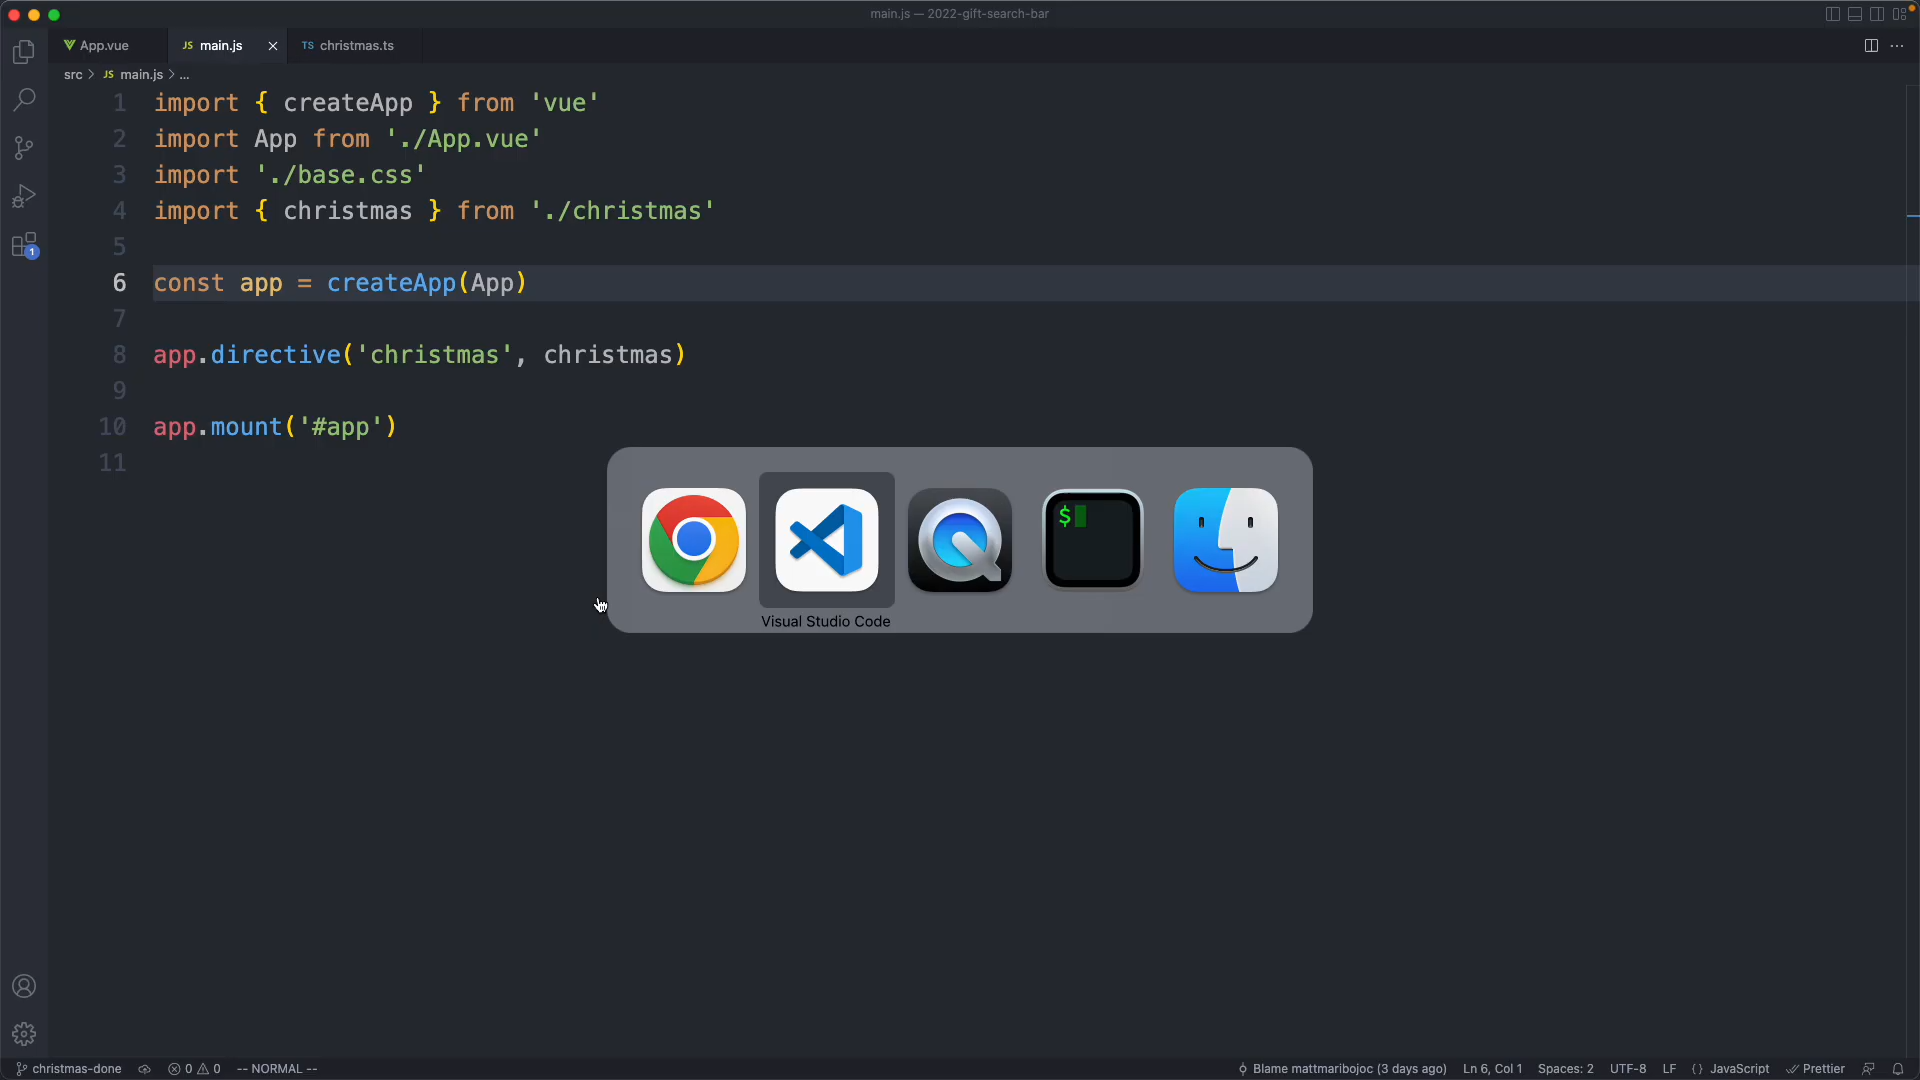 main.js — 2022-gift-search-bar
App.vue
JS main.js
TS christmas.ts
src > JS main.js > ...
1 import { createApp } from 'vue'
2 import App from './App.vue'
3 import './base.css'
4 import { christmas } from './christmas'
5
6 const app = createApp(App)
7
8 app.directive('christmas', christmas)
9
10 app.mount('#app')
11
$
Visual Studio Code
1
christmas-done 0 0 -- NORMAL -- Blame mattmaribojoc (3 days ago) Ln 6, Col 1 Spaces: 2 UTF-8 LF { } JavaScript Prettier